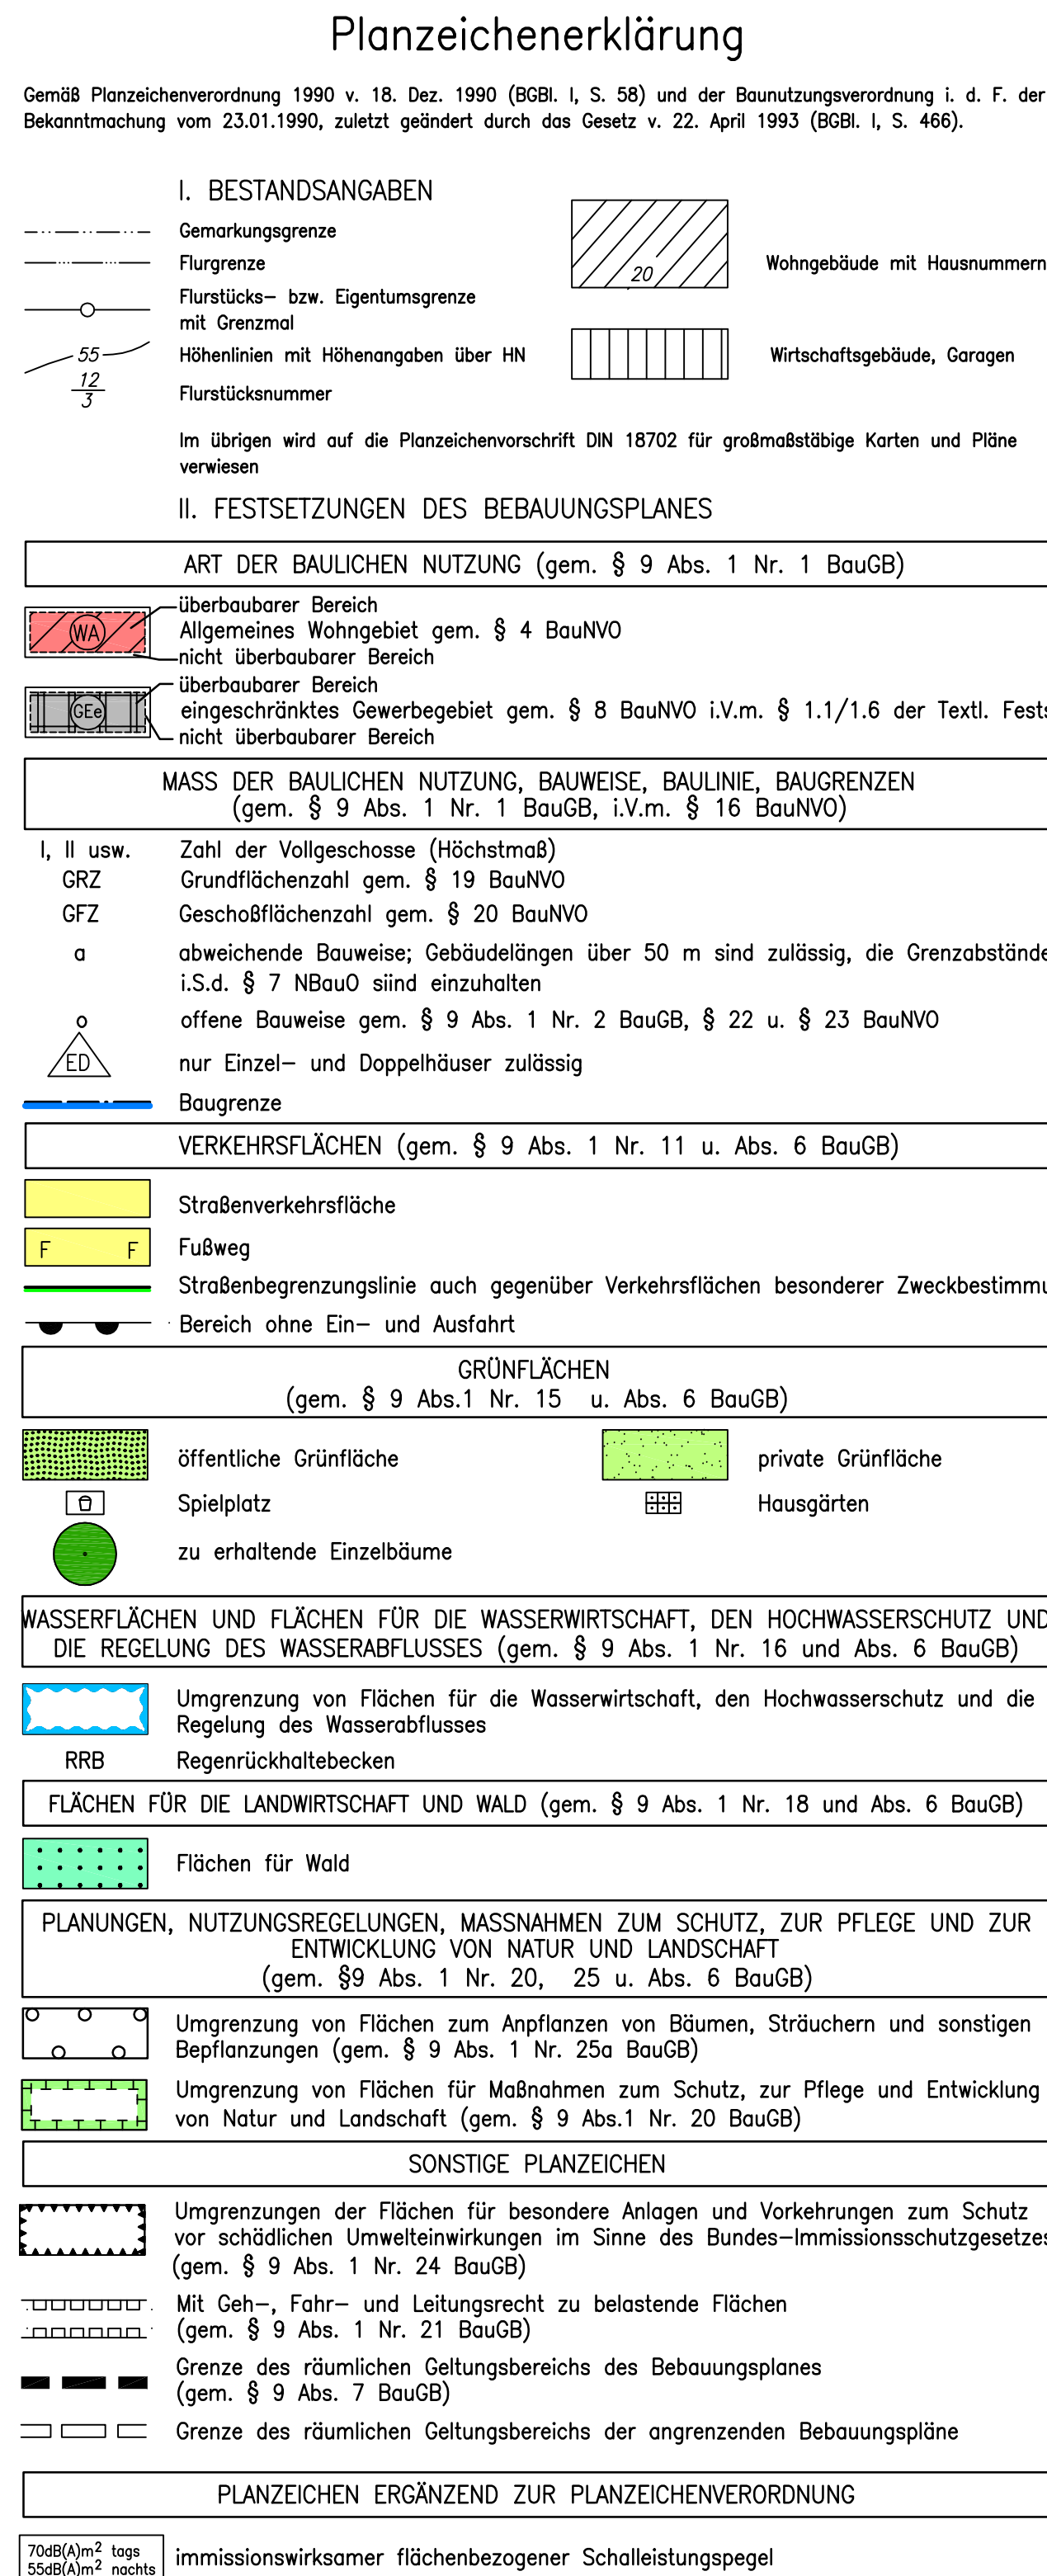 Planzeichenerklärung
Gemäß Planzeichenverordnung 1990 v. 18. Dez. 1990 (BGBl. I, S. 58) und der Baunutzungsverordnung i. d. F. der
Bekanntmachung vom 23.01.1990, zuletzt geändert durch das Gesetz v. 22. April 1993 (BGBl. I, S. 466).
I. BESTANDSANGABEN
Gemarkungsgrenze
Flurgrenze
20
Wohngebäude mit Hausnummern
Flurstücks- bzw. Eigentumsgrenze
mit Grenzmal
55
Höhenlinien mit Höhenangaben über HN
Wirtschaftsgebäude, Garagen
12
3
Flurstücksnummer
Im übrigen wird auf die Planzeichenvorschrift DIN 18702 für großmaßstäbige Karten und Pläne
verwiesen
II. FESTSETZUNGEN DES BEBAUUNGSPLANES
ART DER BAULICHEN NUTZUNG (gem. § 9 Abs. 1 Nr. 1 BauGB)
überbaubarer Bereich
WA
Allgemeines Wohngebiet gem. § 4 BauNVO
nicht überbaubarer Bereich
überbaubarer Bereich
GEe
eingeschränktes Gewerbegebiet gem. § 8 BauNVO i.V.m. § 1.1/1.6 der Textl. Fests
nicht überbaubarer Bereich
MASS DER BAULICHEN NUTZUNG, BAUWEISE, BAULINIE, BAUGRENZEN
(gem. § 9 Abs. 1 Nr. 1 BauGB, i.V.m. § 16 BauNVO)
I, II usw. Zahl der Vollgeschosse (Höchstmaß)
GRZ Grundflächenzahl gem. § 19 BauNVO
GFZ Geschoßflächenzahl gem. § 20 BauNVO
a abweichende Bauweise; Gebäudelängen über 50 m sind zulässig, die Grenzabstände
i.S.d. § 7 NBauO siind einzuhalten
o offene Bauweise gem. § 9 Abs. 1 Nr. 2 BauGB, § 22 u. § 23 BauNVO
ED nur Einzel- und Doppelhäuser zulässig
Baugrenze
VERKEHRSFLÄCHEN (gem. § 9 Abs. 1 Nr. 11 u. Abs. 6 BauGB)
Straßenverkehrsfläche
F F Fußweg
Straßenbegrenzungslinie auch gegenüber Verkehrsflächen besonderer Zweckbestimmu
Bereich ohne Ein- und Ausfahrt
GRÜNFLÄCHEN
(gem. § 9 Abs.1 Nr. 15 u. Abs. 6 BauGB)
öffentliche Grünfläche
private Grünfläche
Spielplatz
Hausgärten
zu erhaltende Einzelbäume
WASSERFLÄCHEN UND FLÄCHEN FÜR DIE WASSERWIRTSCHAFT, DEN HOCHWASSERSCHUTZ UND
DIE REGELUNG DES WASSERABFLUSSES (gem. § 9 Abs. 1 Nr. 16 und Abs. 6 BauGB)
Umgrenzung von Flächen für die Wasserwirtschaft, den Hochwasserschutz und die
Regelung des Wasserabflusses
RRB Regenrückhaltebecken
FLÄCHEN FÜR DIE LANDWIRTSCHAFT UND WALD (gem. § 9 Abs. 1 Nr. 18 und Abs. 6 BauGB)
Flächen für Wald
PLANUNGEN, NUTZUNGSREGELUNGEN, MASSNAHMEN ZUM SCHUTZ, ZUR PFLEGE UND ZUR
ENTWICKLUNG VON NATUR UND LANDSCHAFT
(gem. §9 Abs. 1 Nr. 20, 25 u. Abs. 6 BauGB)
Umgrenzung von Flächen zum Anpflanzen von Bäumen, Sträuchern und sonstigen
Bepflanzungen (gem. § 9 Abs. 1 Nr. 25a BauGB)
Umgrenzung von Flächen für Maßnahmen zum Schutz, zur Pflege und Entwicklung
von Natur und Landschaft (gem. § 9 Abs.1 Nr. 20 BauGB)
SONSTIGE PLANZEICHEN
Umgrenzungen der Flächen für besondere Anlagen und Vorkehrungen zum Schutz
vor schädlichen Umwelteinwirkungen im Sinne des Bundes-Immissionsschutzgesetzes
(gem. § 9 Abs. 1 Nr. 24 BauGB)
Mit Geh-, Fahr- und Leitungsrecht zu belastende Flächen
(gem. § 9 Abs. 1 Nr. 21 BauGB)
Grenze des räumlichen Geltungsbereichs des Bebauungsplanes
(gem. § 9 Abs. 7 BauGB)
Grenze des räumlichen Geltungsbereichs der angrenzenden Bebauungspläne
PLANZEICHEN ERGÄNZEND ZUR PLANZEICHENVERORDNUNG
70dB(A)m² tags
55dB(A)m² nachts
immissionswirksamer flächenbezogener Schalleistungspegel